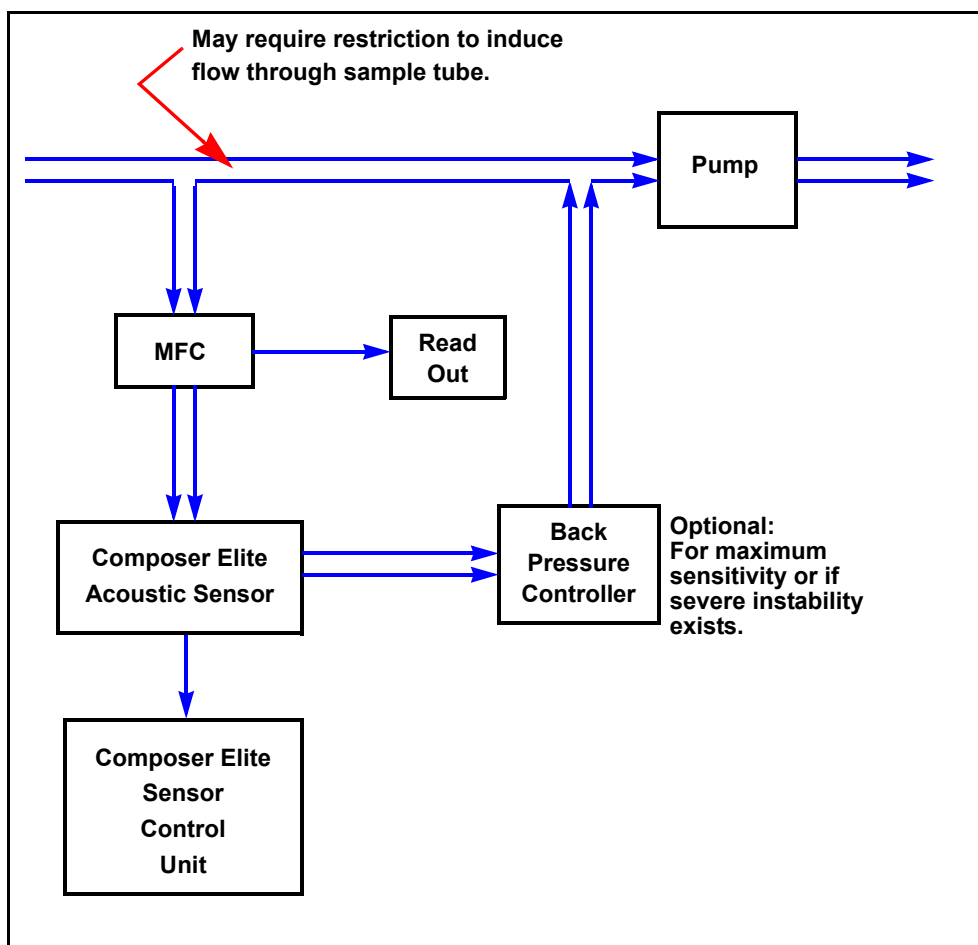 May require restriction to induce
flow through sample tube.
Pump
MFC
Read
Out
Composer Elite
Acoustic Sensor
Back
Pressure
Controller
Optional:
For maximum
sensitivity or if
severe instability
exists.
Composer Elite
Sensor
Control
Unit